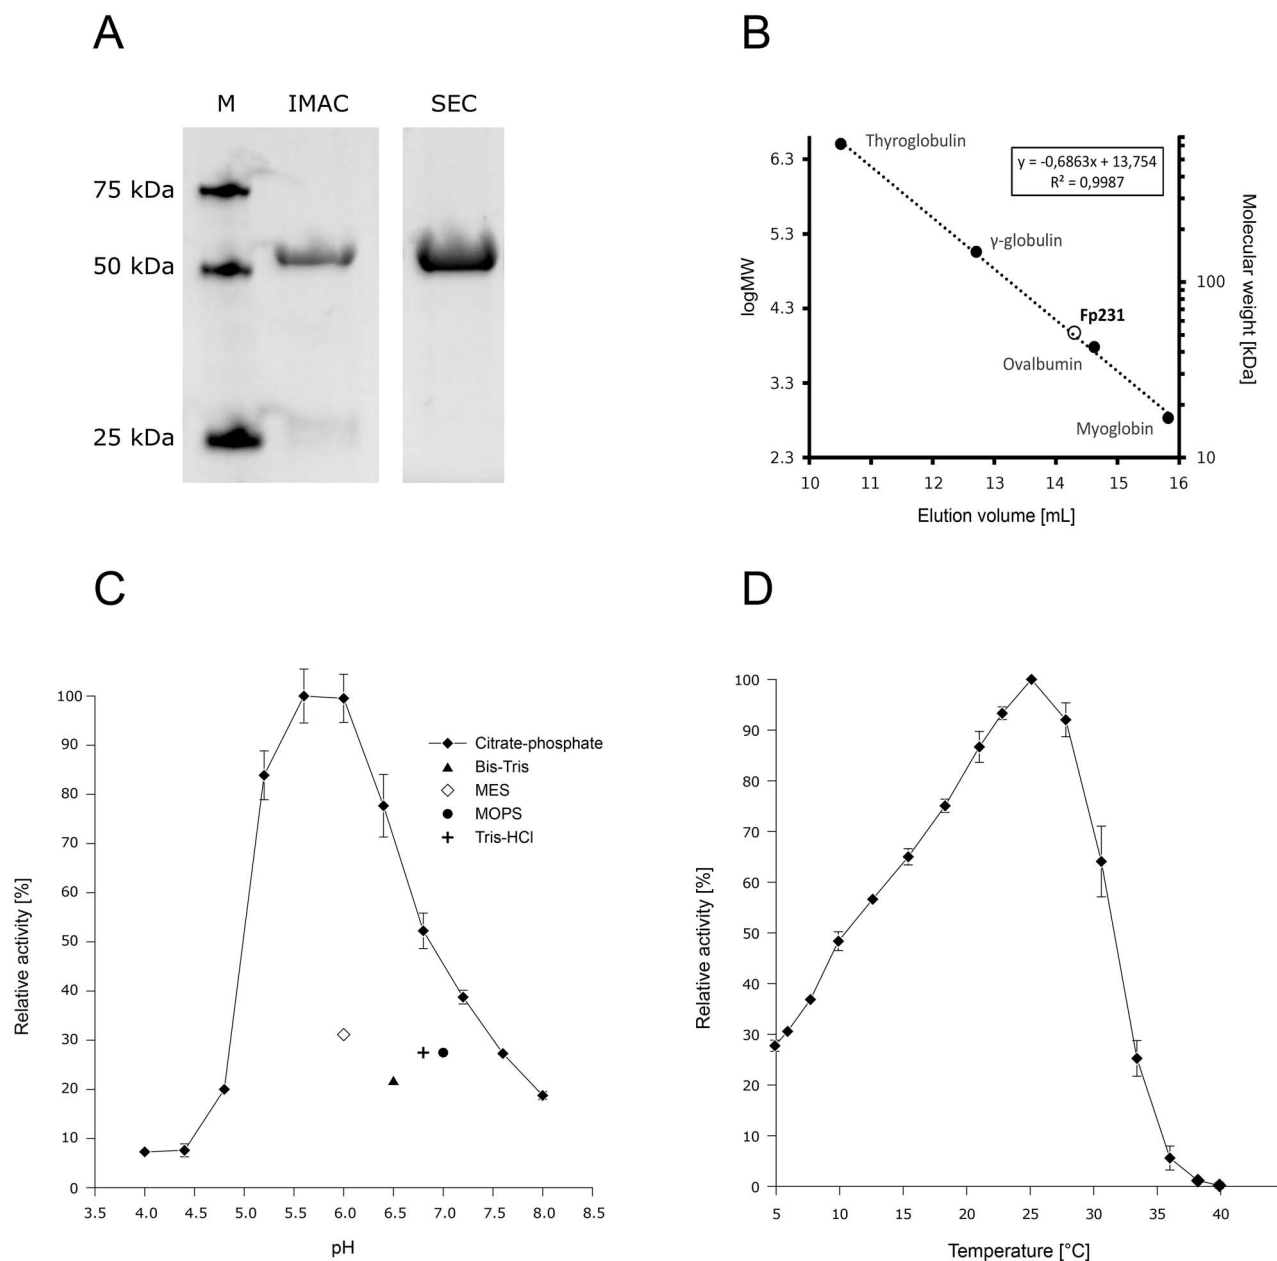 A
M IMAC SEC
75 kDa
50 kDa
25 kDa
B
6.3
5.3
4.3
3.3
2.3
logMW
Thyroglobulin
y = -0,6863x + 13,754
R² = 0,9987
γ-globulin
Fp231
Ovalbumin
Myoglobin
100
10
Molecular weight [kDa]
10 11 12 13 14 15 16
Elution volume [mL]
C
100
90
80
70
60
50
40
30
20
10
0
Relative activity [%]
Citrate-phosphate
Bis-Tris
MES
MOPS
Tris-HCl
3.5 4.0 4.5 5.0 5.5 6.0 6.5 7.0 7.5 8.0 8.5
pH
D
100
90
80
70
60
50
40
30
20
10
0
Relative activity [%]
5 10 15 20 25 30 35 40
Temperature [°C]